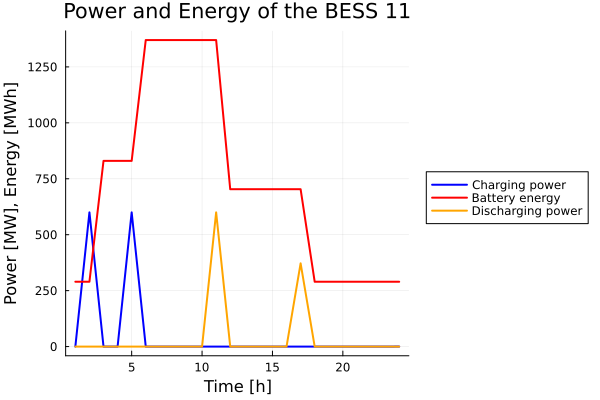 Power and Energy of the BESS 11
Power [MW], Energy [MWh]
1250
1000
750
500
250
0
5
10
15
20
Time [h]
Charging power
Battery energy
Discharging power